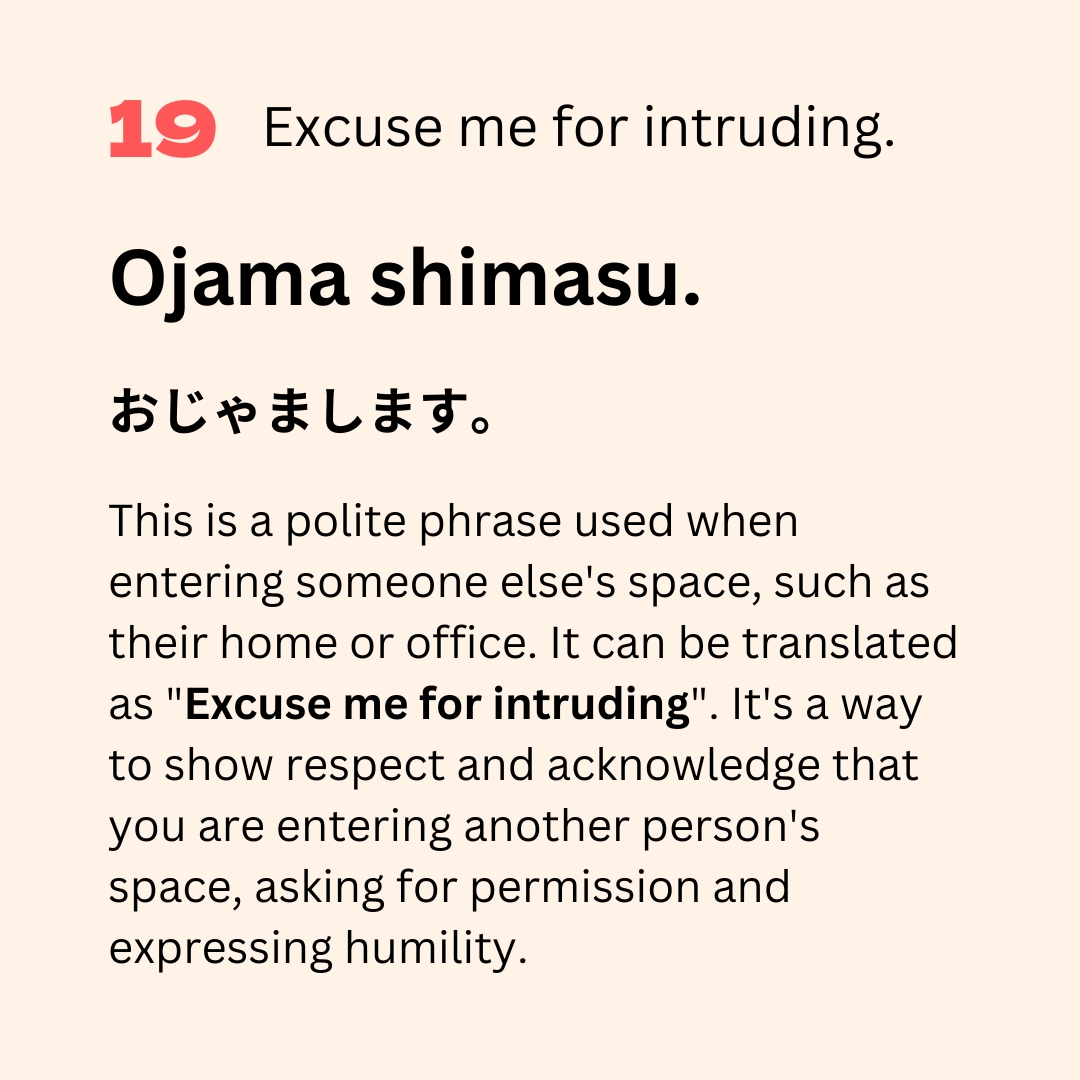 19 Excuse me for intruding.
Ojama shimasu.
おじゃまします。
This is a polite phrase used when
entering someone else's space, such as
their home or office. It can be translated
as "Excuse me for intruding". It's a way
to show respect and acknowledge that
you are entering another person's
space, asking for permission and
expressing humility.